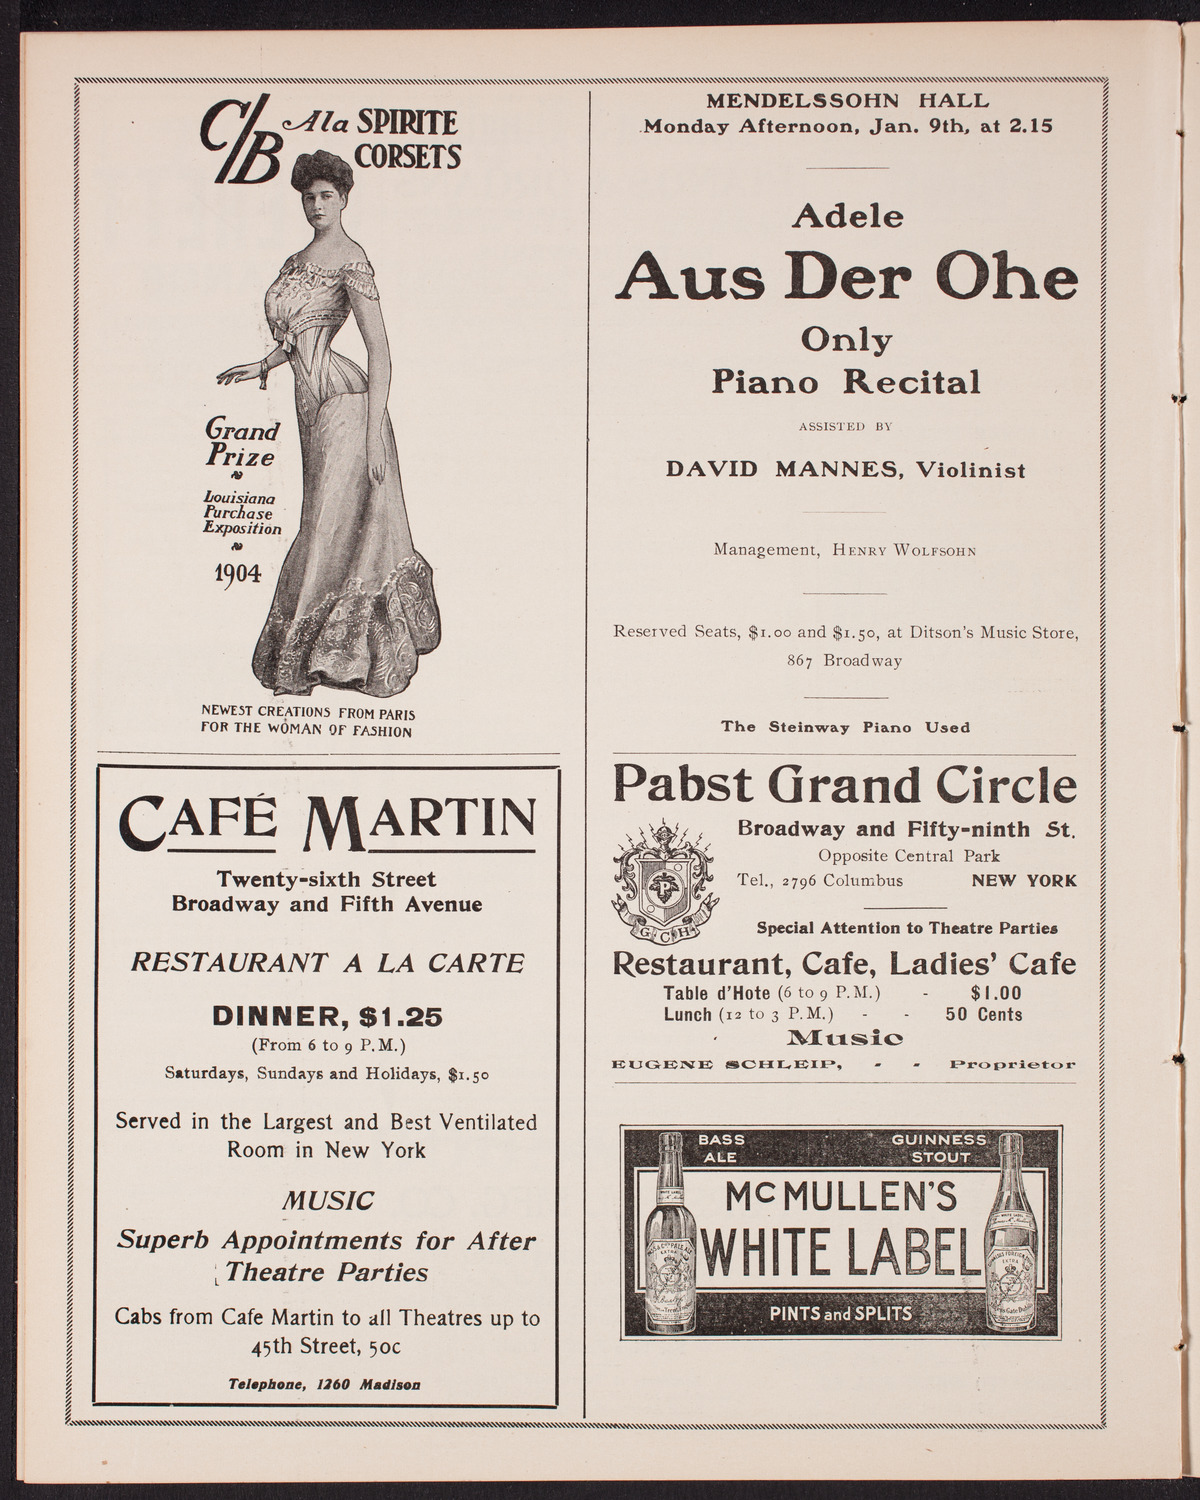 C/B Ala SPIRITE
CORSETS
Grand
Prize
Louisiana
Purchase
Exposition
1904
NEWEST CREATIONS FROM PARIS
FOR THE WOMAN OF FASHION
CAFÉ MARTIN
Twenty-sixth Street
Broadway and Fifth Avenue
RESTAURANT A LA CARTE
DINNER, $1.25
(From 6 to 9 P.M.)
Saturdays, Sundays and Holidays, $1.50
Served in the Largest and Best Ventilated
Room in New York
MUSIC
Superb Appointments for After
Theatre Parties
Cabs from Cafe Martin to all Theatres up to
45th Street, 50c
Telephone, 1260 Madison
MENDELSSOHN HALL
Monday Afternoon, Jan. 9th, at 2.15
Adele
Aus Der Ohe
Only
Piano Recital
ASSISTED BY
DAVID MANNES, Violinist
Management, HENRY WOLFSOHN
Reserved Seats, $1.00 and $1.50, at Ditson's Music Store,
867 Broadway
The Steinway Piano Used
Pabst Grand Circle
Broadway and Fifty-ninth St.
Opposite Central Park
Tel., 2796 Columbus NEW YORK
P
G C H
Special Attention to Theatre Parties
Restaurant, Cafe, Ladies' Cafe
Table d'Hote (6 to 9 P.M.) - $1.00
Lunch (12 to 3 P.M.) - - 50 Cents
Music
EUGENE SCHLEIP, - - Proprietor
BASS
ALE
GUINNESS
STOUT
McMULLEN'S
WHITE LABEL
PINTS and SPLITS